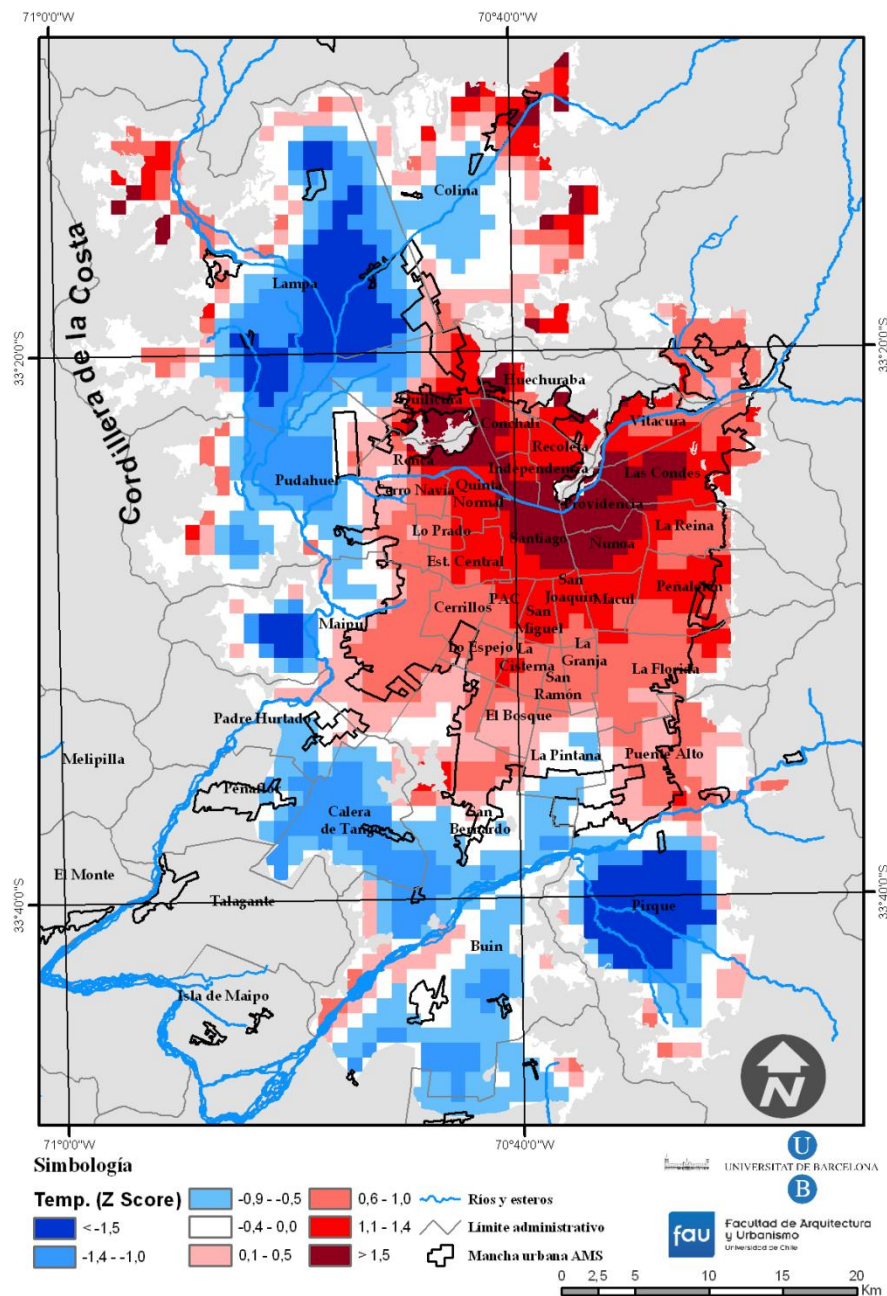 71°0'0"W
70°40'0"W
Colina
Cordillera de la Costa
Lampa
33°20'0"S
33°20'0"S
Huechuraba
Quilicura
Vitacura
Conchalí
Recoleta
Renca
Independencia
Las Condes
Pudahuel
Cerro Navia
Quinta
Normal
Providencia
Lo Prado
La Reina
Santiago
Nunoa
Est. Central
San
Joaquín
Peñalolén
Cerrillos
PAC
Macul
San
Miguel
Maipu
Lo Espejo
La
Cisterna
La
Granja
La Florida
San
Ramón
Padre Hurtado
El Bosque
Melipilla
La Pintana
Puente Alto
Peñaflor
Calera
de Tango
San
Bernardo
El Monte
33°40'0"S
33°40'0"S
Talagante
Pirque
Buin
Isla de Maipo
N
71°0'0"W
70°40'0"W
Simbología
Temp. (Z Score)
< -1,5
-1,4 - -1,0
-0,9 - -0,5
-0,4 - 0,0
0,1 - 0,5
0,6 - 1,0
1,1 - 1,4
> 1,5
Ríos y esteros
Límite administrativo
Mancha urbana AMS
U
UNIVERSITAT DE BARCELONA
B
fau
Facultad de Arquitectura
y Urbanismo
Universidad de Chile
0 2,5 5 10 15 20
Km